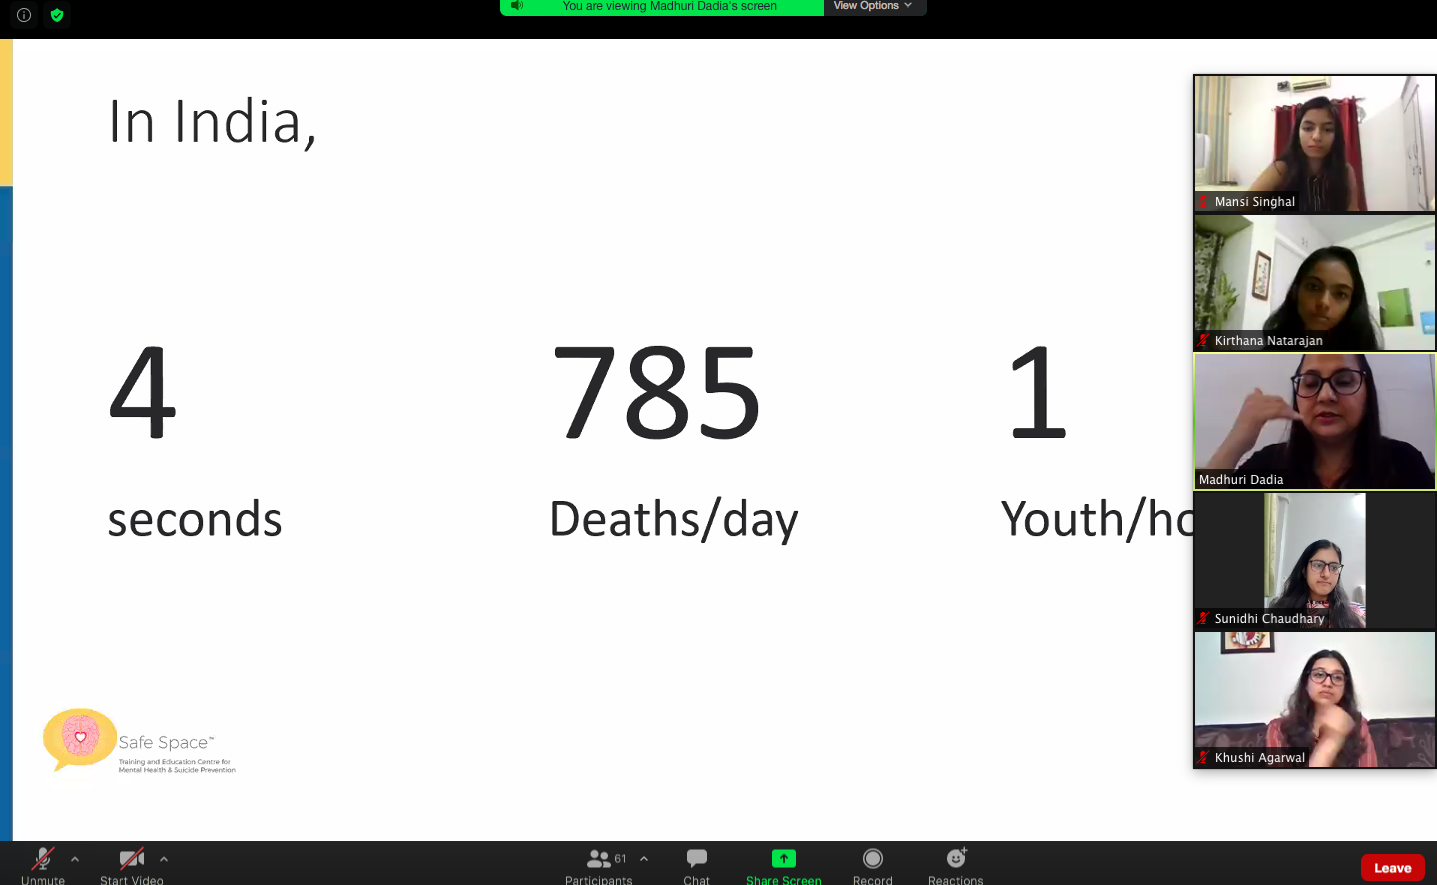 You are viewing Madhuri Dadia's screen
View Options
In India,
4
785
1
seconds
Deaths/day
Youth/ho
Mansi Singhal
Kirthana Natarajan
Madhuri Dadia
Sunidhi Chaudhary
Khushi Agarwal
Safe Space™
Training and Education Centre for
Mental Health & Suicide Prevention
61
Unmute
Start Video
Participants
Chat
Share Screen
Record
Reactions
Leave